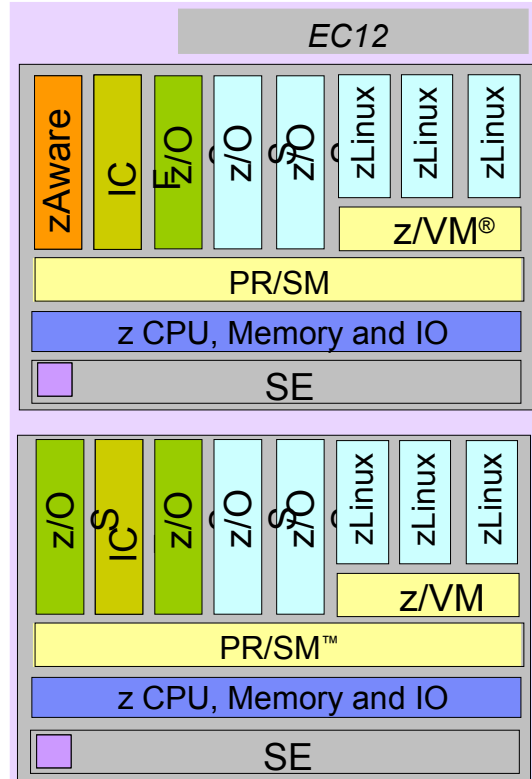 EC12
zAware
IC
F
z/O
z/O
S
z/O
zLinux
zLinux
zLinux
z/VM®
PR/SM
z CPU, Memory and IO
SE
z/O
S
IC
z/O
z/O
S
z/O
zLinux
zLinux
zLinux
z/VM
PR/SM™
z CPU, Memory and IO
SE